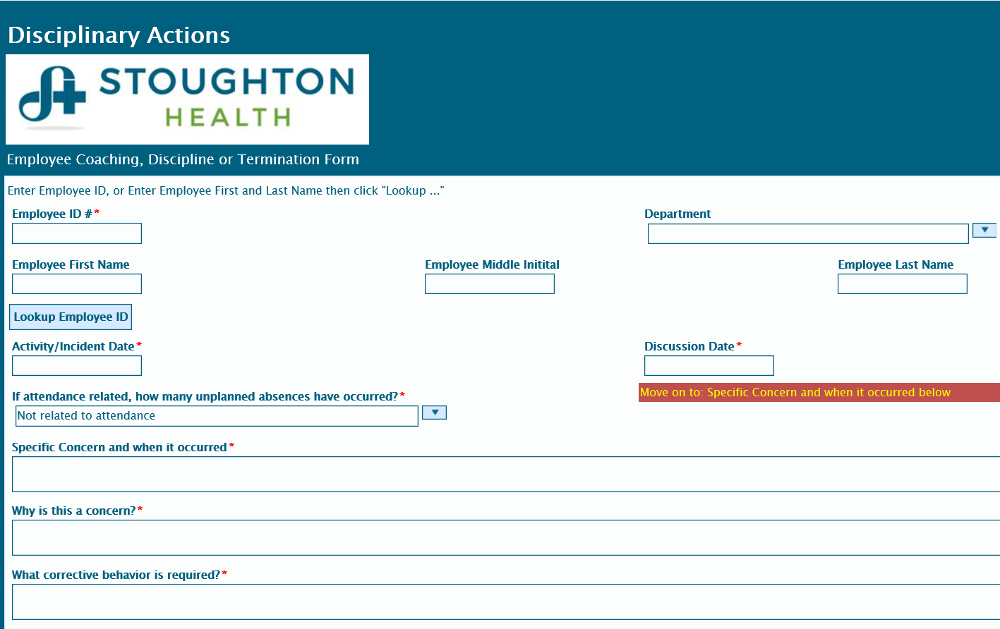 Disciplinary Actions
STOUGHTON
HEALTH
Employee Coaching, Discipline or Termination Form
Enter Employee ID, or Enter Employee First and Last Name then click "Lookup ..."
Employee ID #*
Department
Employee First Name
Employee Middle Initital
Employee Last Name
Lookup Employee ID
Activity/Incident Date*
Discussion Date*
If attendance related, how many unplanned absences have occurred?*
Move on to: Specific Concern and when it occurred below
Not related to attendance
Specific Concern and when it occurred*
Why is this a concern?*
What corrective behavior is required?*